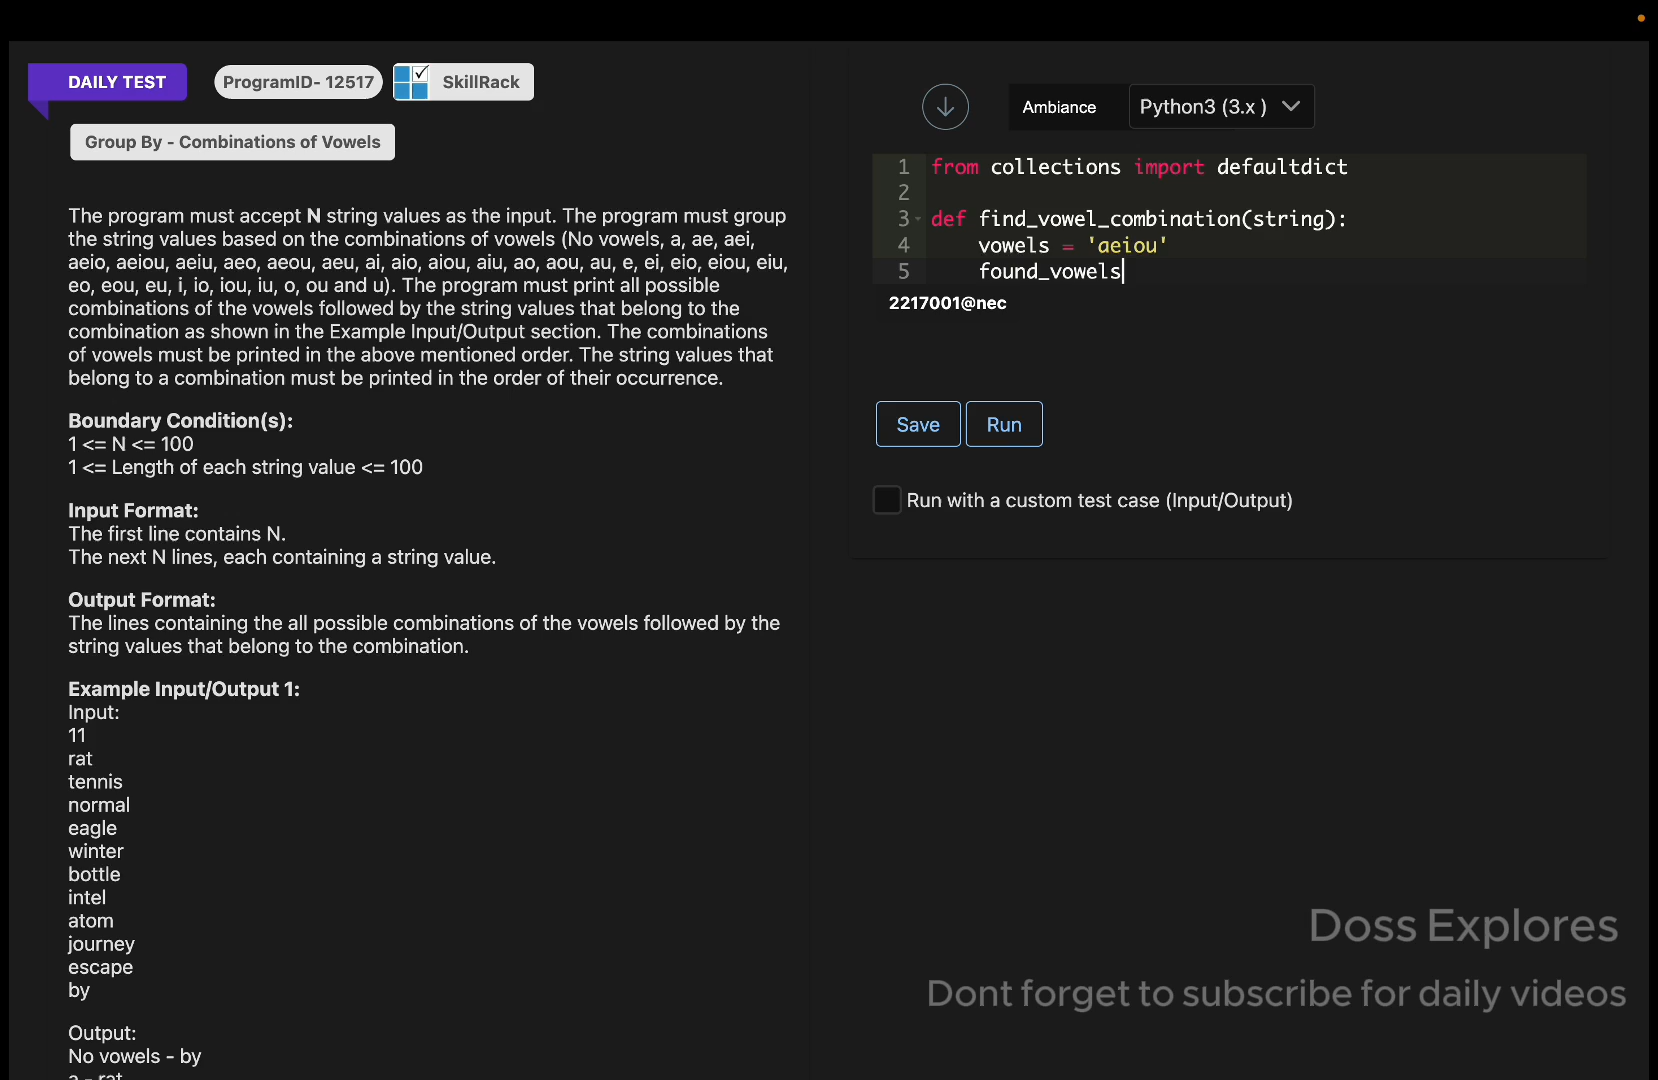 DAILY TEST
ProgramID- 12517
SkillRack
Group By - Combinations of Vowels
The program must accept N string values as the input. The program must group
the string values based on the combinations of vowels (No vowels, a, ae, aei,
aeio, aeiou, aeiu, aeo, aeou, aeu, ai, aio, aiou, aiu, ao, aou, au, e, ei, eio, eiou, eiu,
eo, eou, eu, i, io, iou, iu, o, ou and u). The program must print all possible
combinations of the vowels followed by the string values that belong to the
combination as shown in the Example Input/Output section. The combinations
of vowels must be printed in the above mentioned order. The string values that
belong to a combination must be printed in the order of their occurrence.
Boundary Condition(s):
1 <= N <= 100
1 <= Length of each string value <= 100
Input Format:
The first line contains N.
The next N lines, each containing a string value.
Output Format:
The lines containing the all possible combinations of the vowels followed by the
string values that belong to the combination.
Example Input/Output 1:
Input:
11
rat
tennis
normal
eagle
winter
bottle
intel
atom
journey
escape
by
Output:
No vowels - by
a - rat
Ambiance
Python3 (3.x )
1 from collections import defaultdict
2
3 def find_vowel_combination(string):
4 vowels = 'aeiou'
5 found_vowels
2217001@nec
Save
Run
Run with a custom test case (Input/Output)
Doss Explores
Dont forget to subscribe for daily videos